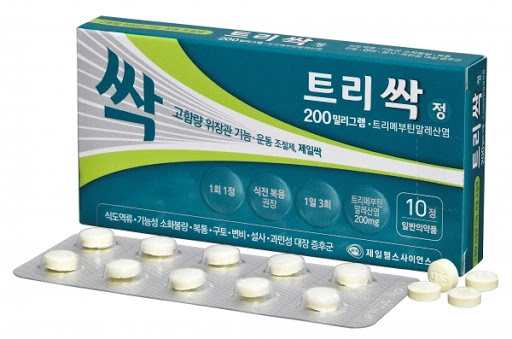 싹
고함량 위장관 기능·운동 조절제, 제일싹
트리싹 정
200밀리그램·트리메부틴말레산염
1회 1정
식전 복용
권장
1일 3회
트리메부틴
말레산염
200mg
10정
일반의약품
식도역류·기능성 소화불량·복통·구토·변비·설사·과민성 대장 증후군
제일헬스사이언스